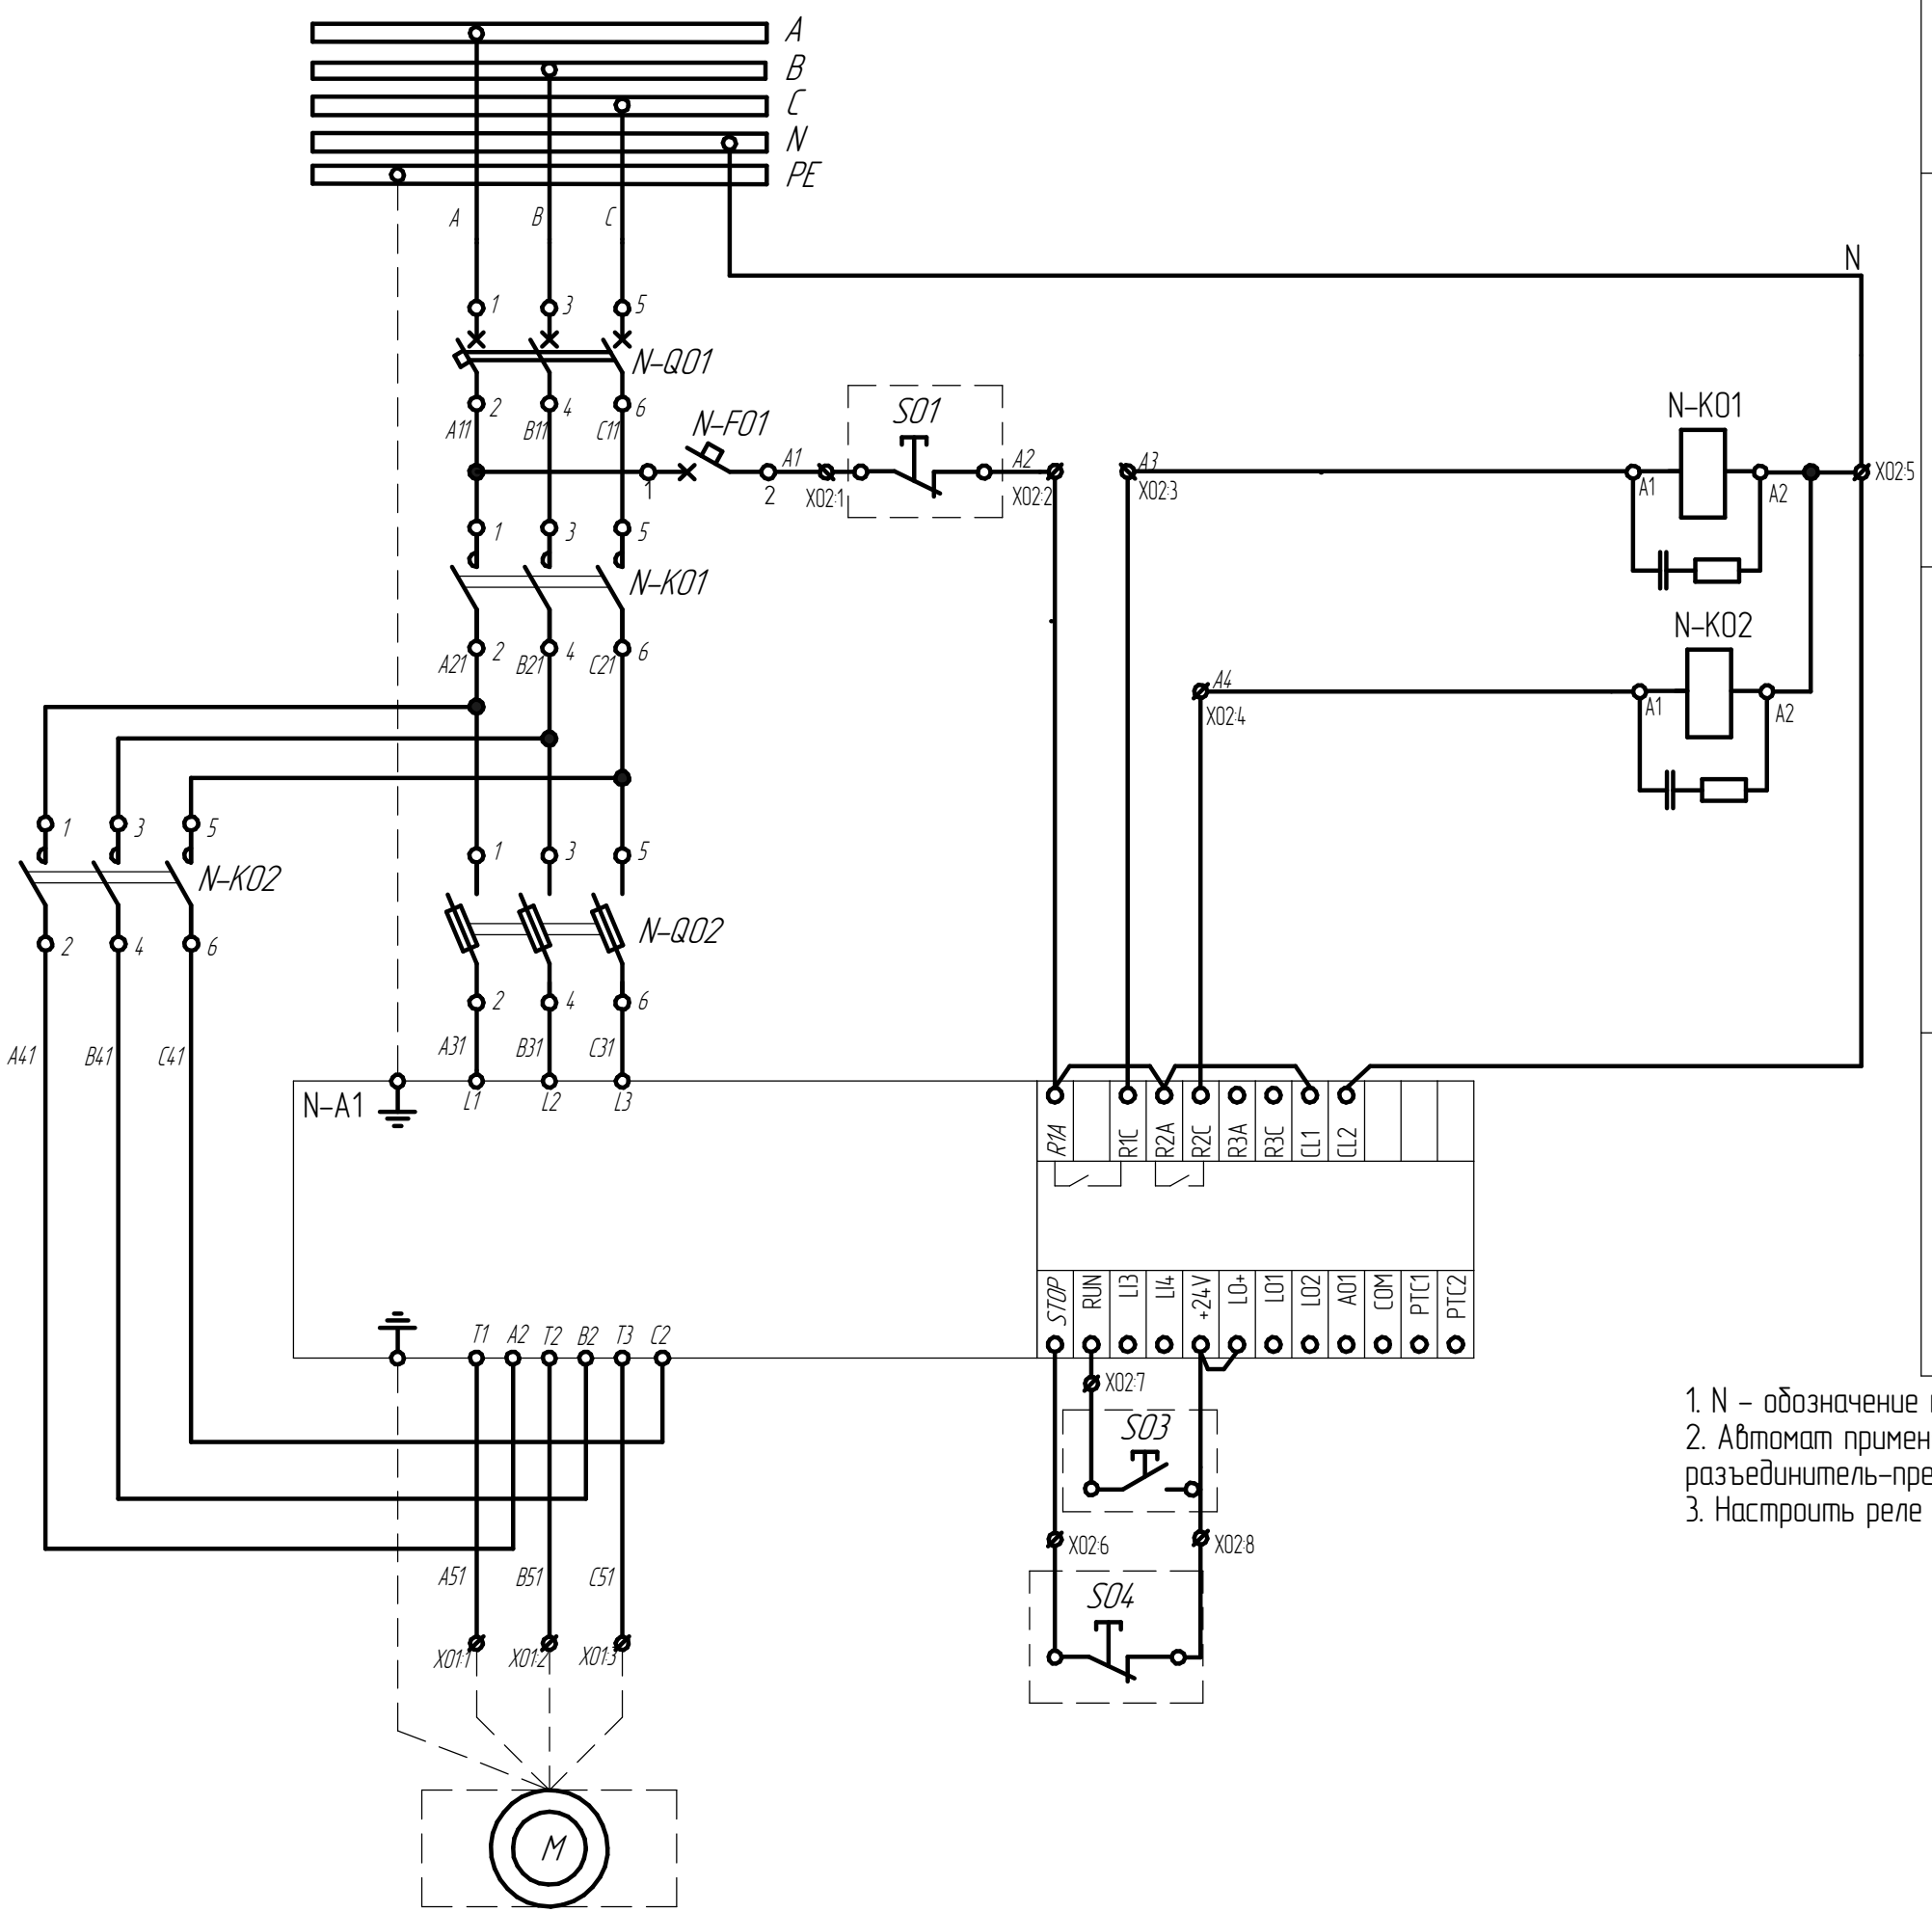 A
B
C
N
PE
A B C
N
1 3 5
N-Q01
2 4 6
A11 B11 C11
N-F01
1 2
A1
X02:1
S01
A2
X02:2
A3
X02:3
N-K01
A1 A2
X02:5
1 3 5
N-K01
2 4 6
A21 B21 C21
N-K02
A4
X02:4
A1 A2
1 3 5
N-K02
2 4 6
1 3 5
N-Q02
2 4 6
A41 B41 C41
A31 B31 C31
N-A1
L1 L2 L3
R1A R1C R2A R2C R3A R3C CL1 CL2
STOP RUN LI3 LI4 +24V LO+ LO1 LO2 AO1 COM PTC1 PTC2
T1 A2 T2 B2 T3 C2
X02:7
S03
X02:6 X02:8
S04
A51 B51 C51
X01:1 X01:2 X01:3
M
1. N – обозначение
2. Автомат примен
разъединитель-пре
3. Настроить реле